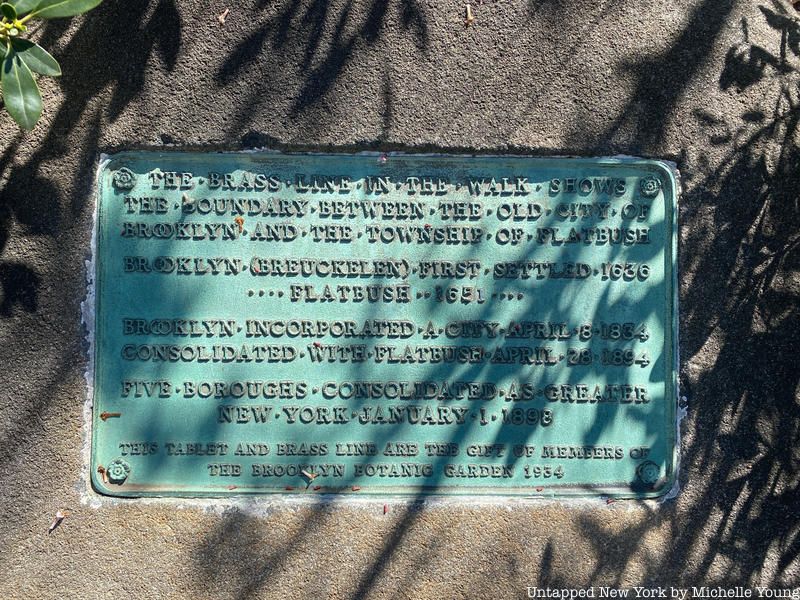 THE · BRASS · LINE · IN · THE · WALK · SHOWS
THE · BOUNDARY · BETWEEN · THE · OLD · CITY · OF
BROOKLYN · AND · THE · TOWNSHIP · OF · FLATBUSH
BROOKLYN · (BREUCKELEN) · FIRST · SETTLED · 1636
···· FLATBUSH ·· 1651 ····
BROOKLYN · INCORPORATED · A · CITY · APRIL · 8 · 1834
CONSOLIDATED · WITH · FLATBUSH · APRIL · 28 · 1894
FIVE · BOROUGHS · CONSOLIDATED · AS · GREATER
NEW · YORK · JANUARY · 1 · 1898
THIS TABLET AND BRASS LINE ARE THE GIFT OF MEMBERS OF
THE BROOKLYN BOTANIC GARDEN 1934
Untapped New York by Michelle Young